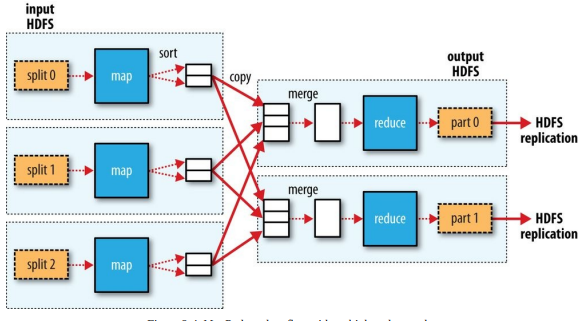 input
HDFS
split 0
map
sort
copy
split 1
map
split 2
map
output
HDFS
merge
reduce
part 0
HDFS
replication
merge
reduce
part 1
HDFS
replication